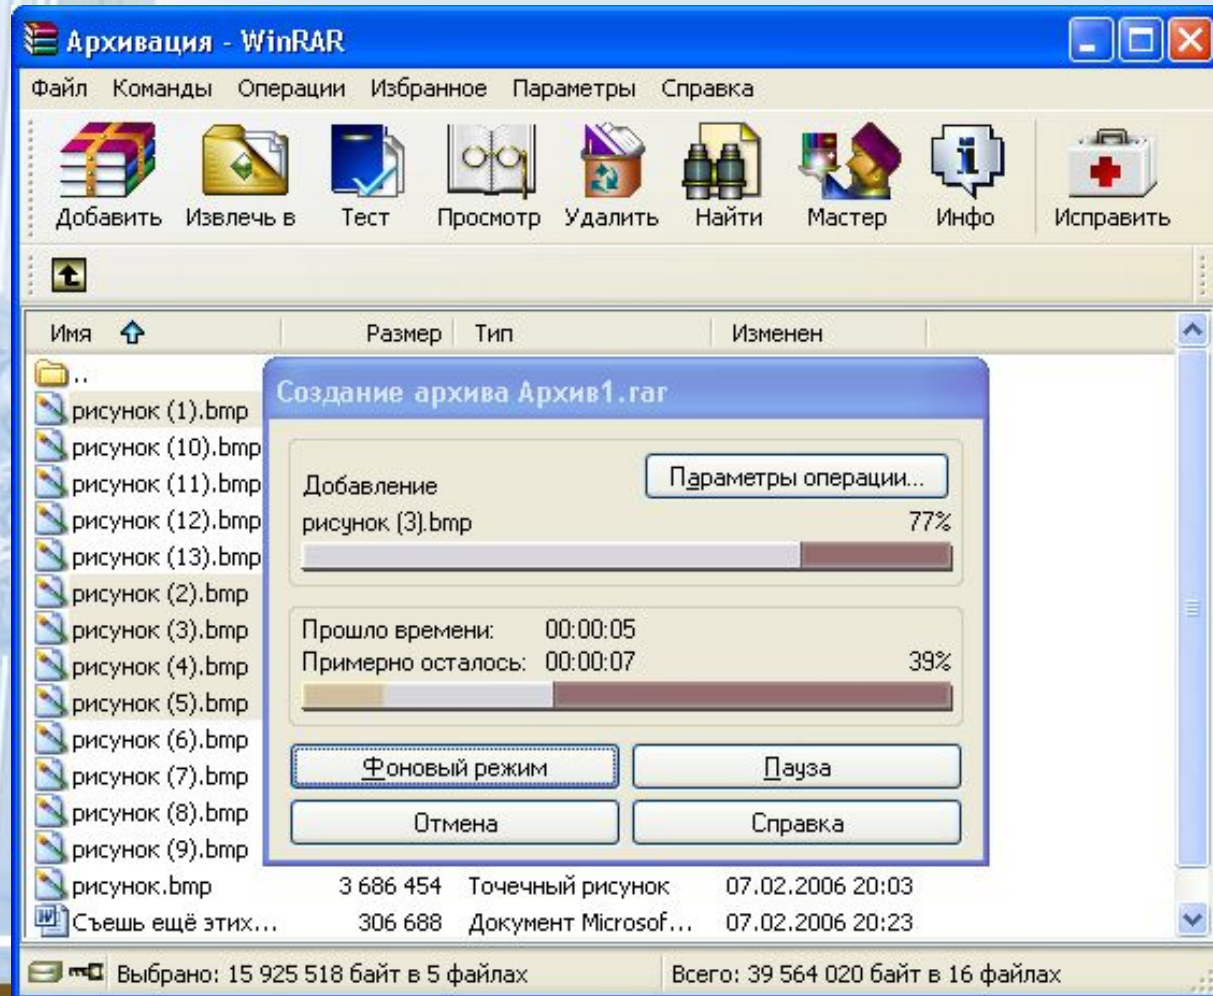 Архивация - WinRAR
Файл Команды Операции Избранное Параметры Справка
Добавить Извлечь в Тест Просмотр Удалить Найти Мастер Инфо Исправить
Имя Размер Тип Изменен
..
рисунок (1).bmp
рисунок (10).bmp
рисунок (11).bmp
рисунок (12).bmp
рисунок (13).bmp
рисунок (2).bmp
рисунок (3).bmp
рисунок (4).bmp
рисунок (5).bmp
рисунок (6).bmp
рисунок (7).bmp
рисунок (8).bmp
рисунок (9).bmp
рисунок.bmp 3 686 454 Точечный рисунок 07.02.2006 20:03
Съешь ещё этих... 306 688 Документ Microsof... 07.02.2006 20:23
Создание архива Архив1.rar
Параметры операции...
Добавление
рисунок (3).bmp 77%
Прошло времени: 00:00:05
Примерно осталось: 00:00:07 39%
Фоновый режим Пауза
Отмена Справка
Выбрано: 15 925 518 байт в 5 файлах Всего: 39 564 020 байт в 16 файлах